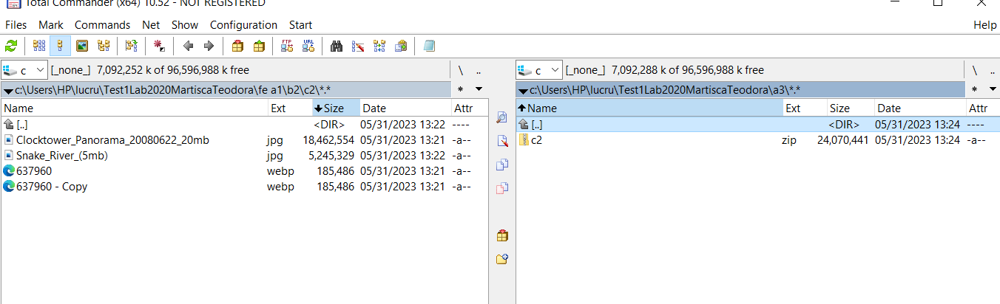 Total Commander (x64) 10.52 - NOT REGISTERED
Files Mark Commands Net Show Configuration Start Help
FTP URL
c [_none_] 7,092,252 k of 96,596,988 k free \ ..
c:\Users\HP\lucru\Test1Lab2020MartiscaTeodora\fe a1\b2\c2\*.* * 
Name Ext Size Date Attr
[..] <DIR> 05/31/2023 13:22 ----
Clocktower_Panorama_20080622_20mb jpg 18,462,554 05/31/2023 13:21 -a--
Snake_River_(5mb) jpg 5,245,329 05/31/2023 13:22 -a--
637960 webp 185,486 05/31/2023 13:21 -a--
637960 - Copy webp 185,486 05/31/2023 13:21 -a--
c [_none_] 7,092,288 k of 96,596,988 k free \ ..
c:\Users\HP\lucru\Test1Lab2020MartiscaTeodora\a3\*.* *
Name Ext Size Date Attr
[..] <DIR> 05/31/2023 13:24 ----
c2 zip 24,070,441 05/31/2023 13:24 -a--